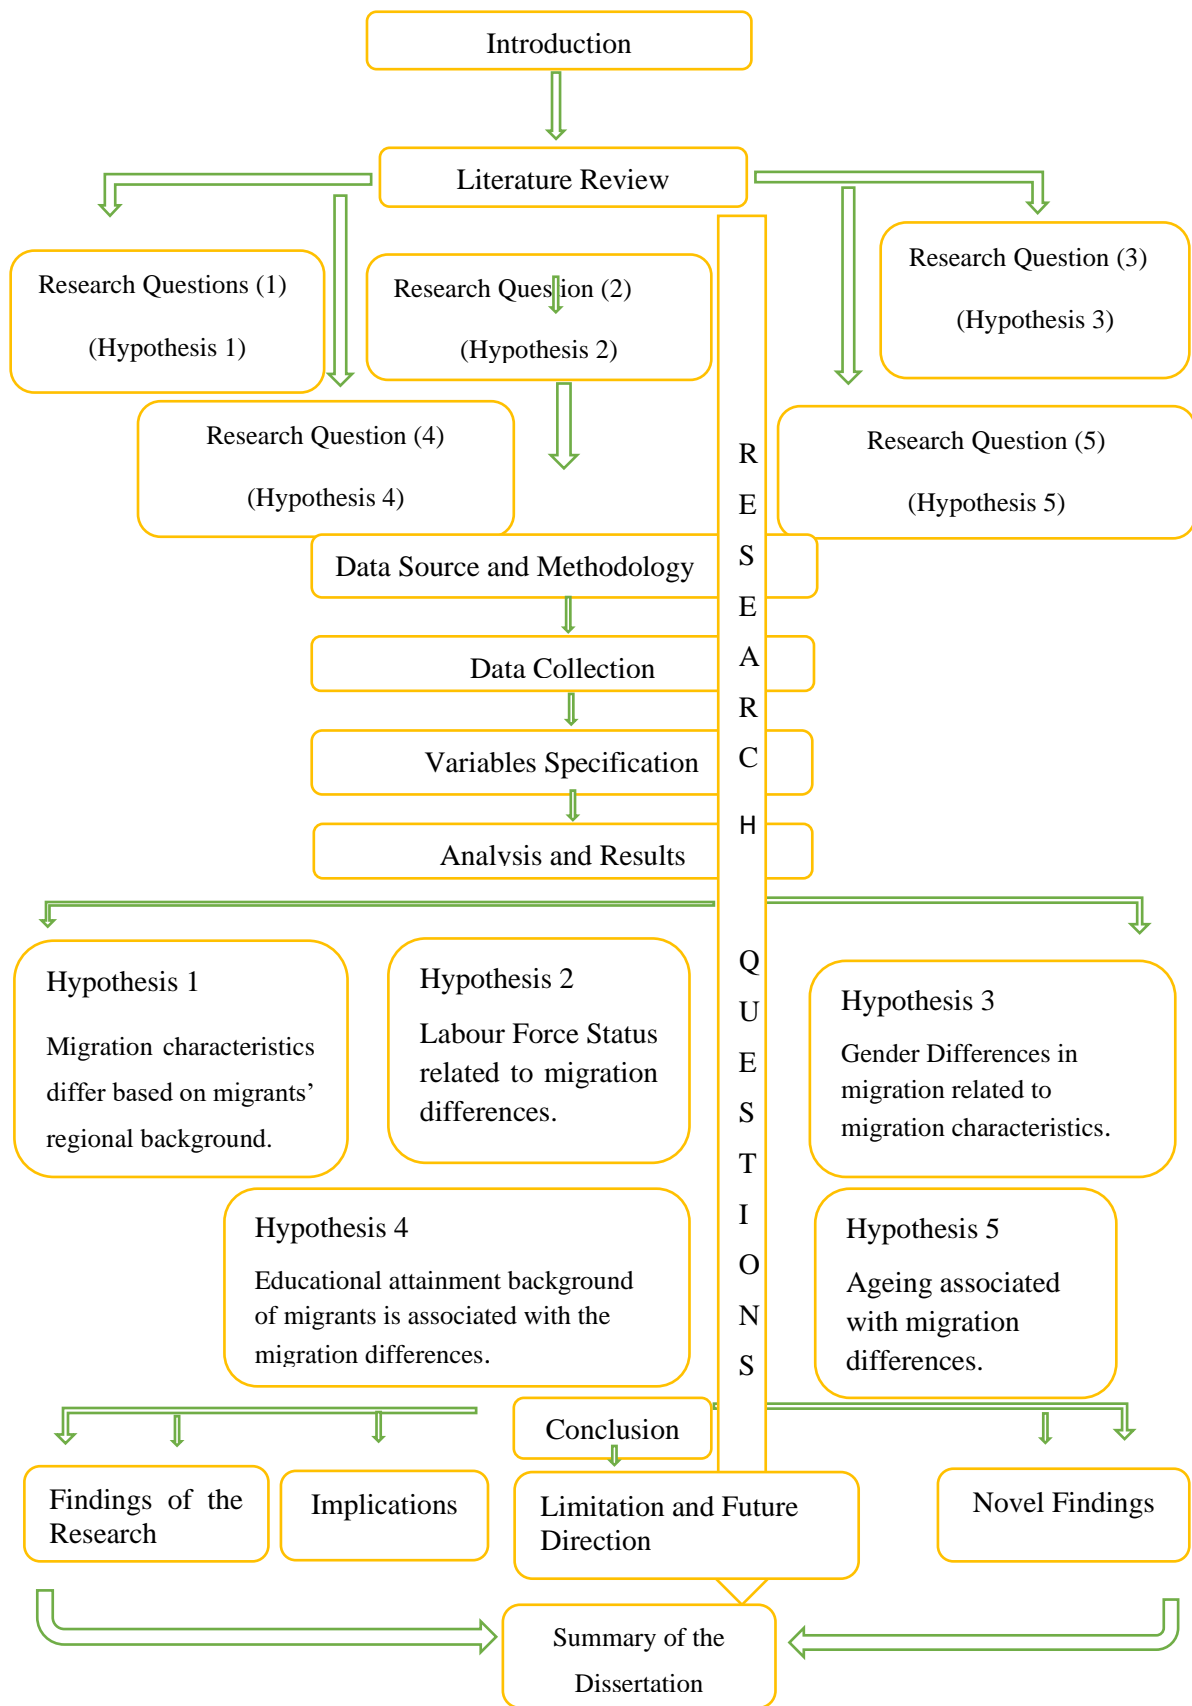 Introduction
Literature Review
Research Questions (1)
(Hypothesis 1)
Research Question (2)
(Hypothesis 2)
Research Question (3)
(Hypothesis 3)
Research Question (4)
(Hypothesis 4)
Research Question (5)
(Hypothesis 5)
R
E
S
E
A
R
C
H
Q
U
E
S
T
I
O
N
S
Data Source and Methodology
Data Collection
Variables Specification
Analysis and Results
Hypothesis 1
Migration characteristics
differ based on migrants’
regional background.
Hypothesis 2
Labour Force Status
related to migration
differences.
Hypothesis 3
Gender Differences in
migration related to
migration characteristics.
Hypothesis 4
Educational attainment background
of migrants is associated with the
migration differences.
Hypothesis 5
Ageing associated
with migration
differences.
Conclusion
Findings of the
Research
Implications
Limitation and Future
Direction
Novel Findings
Summary of the
Dissertation